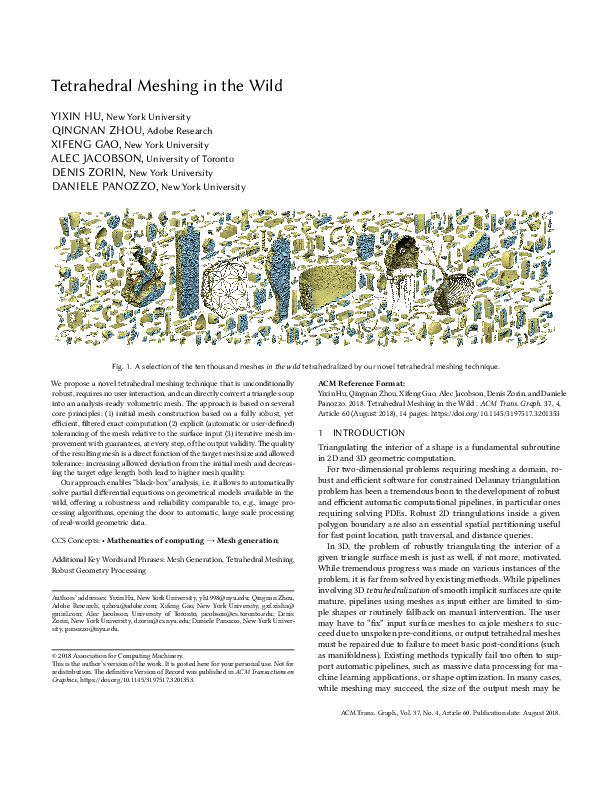 Tetrahedral Meshing in the Wild
YIXIN HU, New York University
QINGNAN ZHOU, Adobe Research
XIFENG GAO, New York University
ALEC JACOBSON, University of Toronto
DENIS ZORIN, New York University
DANIELE PANOZZO, New York University
Fig. 1. A selection of the ten thousand meshes in the wild tetrahedralized by our novel tetrahedral meshing technique.
We propose a novel tetrahedral meshing technique that is unconditionally
robust, requires no user interaction, and can directly convert a triangle soup
into an analysis-ready volumetric mesh. The approach is based on several
core principles: (1) initial mesh construction based on a fully robust, yet
efficient, filtered exact computation (2) explicit (automatic or user-defined)
tolerancing of the mesh relative to the surface input (3) iterative mesh im-
provement with guarantees, at every step, of the output validity. The quality
of the resulting mesh is a direct function of the target mesh size and allowed
tolerance: increasing allowed deviation from the initial mesh and decreas-
ing the target edge length both lead to higher mesh quality.
Our approach enables "black-box" analysis, i.e. it allows to automatically
solve partial differential equations on geometrical models available in the
wild, offering a robustness and reliability comparable to, e.g., image pro-
cessing algorithms, opening the door to automatic, large scale processing
of real-world geometric data.
CCS Concepts: • Mathematics of computing → Mesh generation;
Additional Key Words and Phrases: Mesh Generation, Tetrahedral Meshing,
Robust Geometry Processing
Authors' addresses: Yixin Hu, New York University, yh1998@nyu.edu; Qingnan Zhou,
Adobe Research, qzhou@adobe.com; Xifeng Gao, New York University, gxf.xisha@
gmail.com; Alec Jacobson, University of Toronto, jacobson@cs.toronto.edu; Denis
Zorin, New York University, dzorin@cs.nyu.edu; Daniele Panozzo, New York Univer-
sity, panozzo@nyu.edu.
© 2018 Association for Computing Machinery.
This is the author's version of the work. It is posted here for your personal use. Not for
redistribution. The definitive Version of Record was published in ACM Transactions on
Graphics, https://doi.org/10.1145/3197517.3201353.
ACM Reference Format:
Yixin Hu, Qingnan Zhou, Xifeng Gao, Alec Jacobson, Denis Zorin, and Daniele
Panozzo. 2018. Tetrahedral Meshing in the Wild . ACM Trans. Graph. 37, 4,
Article 60 (August 2018), 14 pages. https://doi.org/10.1145/3197517.3201353
1 INTRODUCTION
Triangulating the interior of a shape is a fundamental subroutine
in 2D and 3D geometric computation.
For two-dimensional problems requiring meshing a domain, ro-
bust and efficient software for constrained Delaunay triangulation
problem has been a tremendous boon to the development of robust
and efficient automatic computational pipelines, in particular ones
requiring solving PDEs. Robust 2D triangulations inside a given
polygon boundary are also an essential spatial partitioning useful
for fast point location, path traversal, and distance queries.
In 3D, the problem of robustly triangulating the interior of a
given triangle surface mesh is just as well, if not more, motivated.
While tremendous progress was made on various instances of the
problem, it is far from solved by existing methods. While pipelines
involving 3D tetrahedralization of smooth implicit surfaces are quite
mature, pipelines using meshes as input either are limited to sim-
ple shapes or routinely fallback on manual intervention. The user
may have to "fix" input surface meshes to cajole meshers to suc-
ceed due to unspoken pre-conditions, or output tetrahedral meshes
must be repaired due to failure to meet basic post-conditions (such
as manifoldness). Existing methods typically fail too often to sup-
port automatic pipelines, such as massive data processing for ma-
chine learning applications, or shape optimization. In many cases,
while meshing may succeed, the size of the output mesh may be
ACM Trans. Graph., Vol. 37, No. 4, Article 60. Publication date: August 2018.